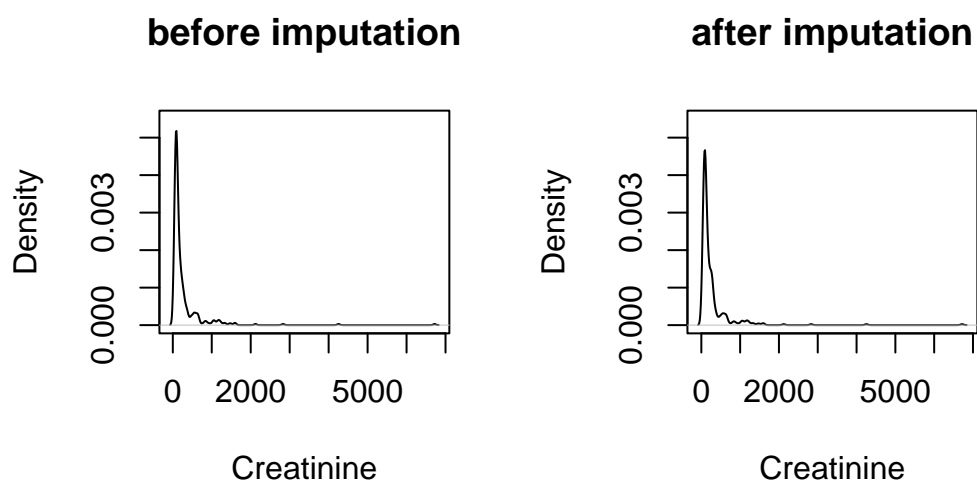 before imputation
Density
0.000 0.003
0 2000 5000
Creatinine
after imputation
Density
0.000 0.003
0 2000 5000
Creatinine